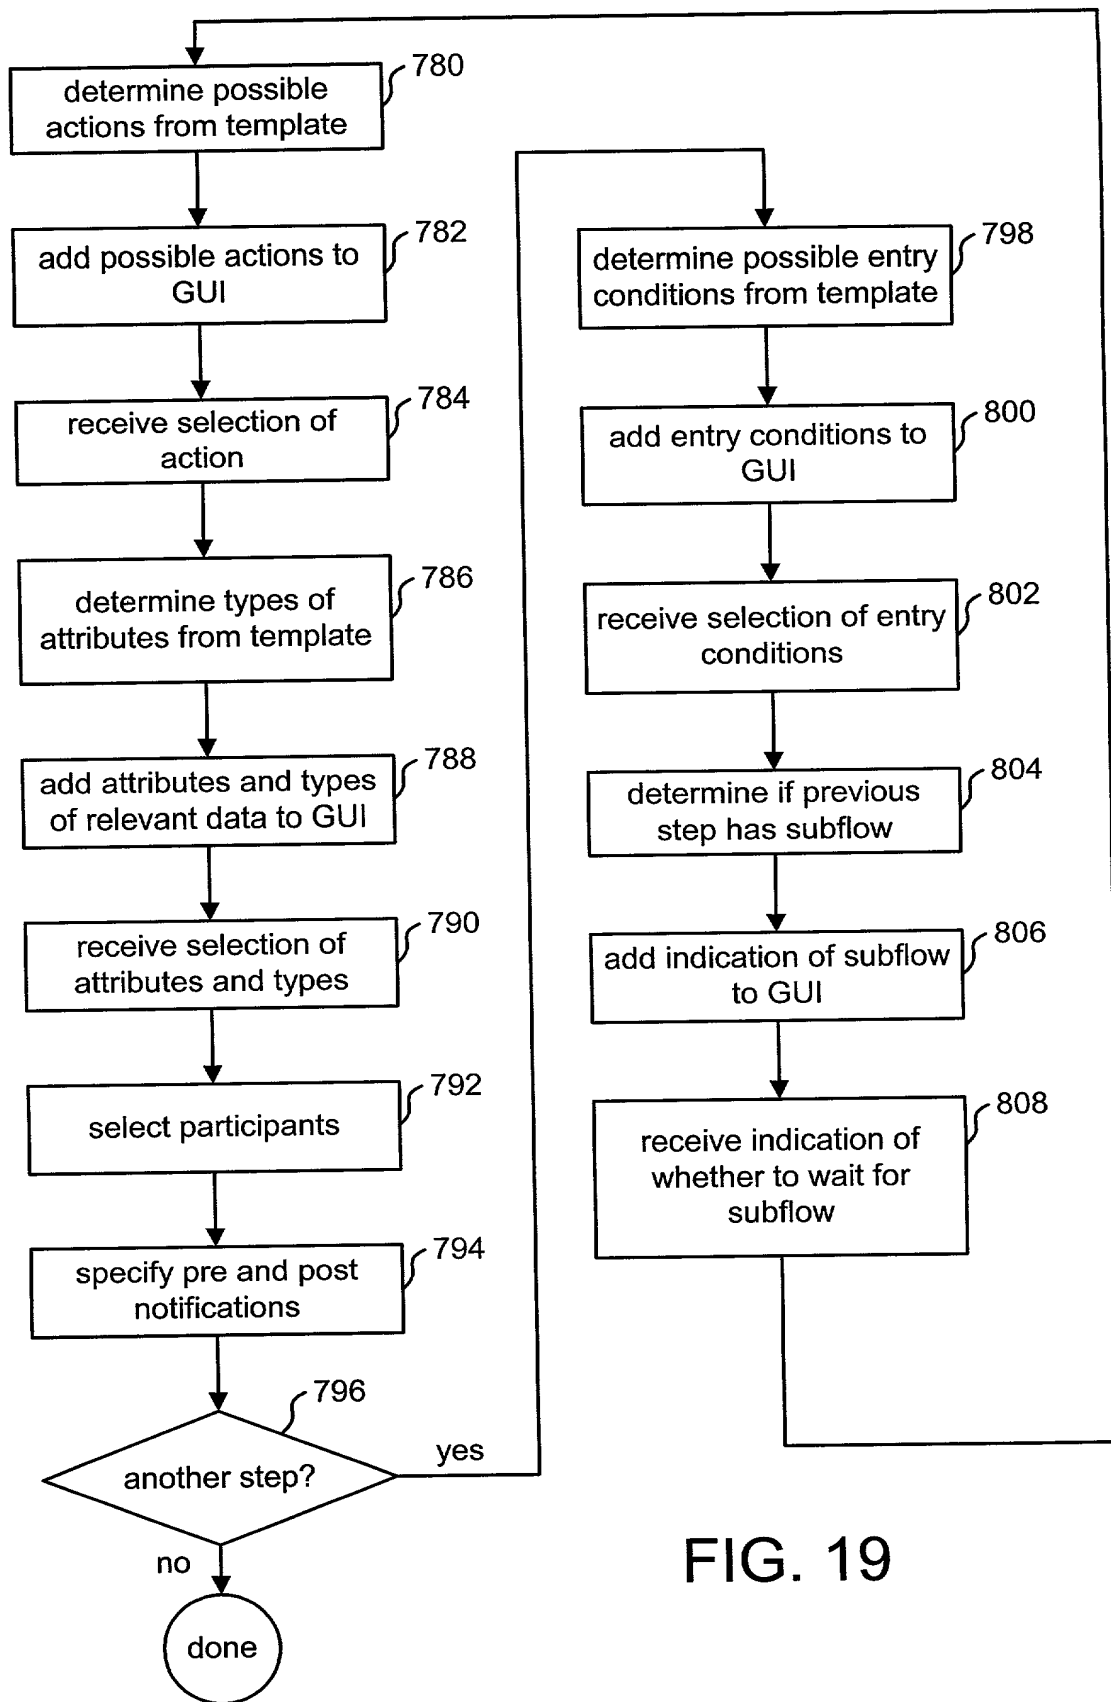 780
determine possible
actions from template
782
add possible actions to
GUI
784
receive selection of
action
786
determine types of
attributes from template
788
add attributes and types
of relevant data to GUI
790
receive selection of
attributes and types
792
select participants
794
specify pre and post
notifications
796
another step?
yes
no
done
798
determine possible entry
conditions from template
800
add entry conditions to
GUI
802
receive selection of entry
conditions
804
determine if previous
step has subflow
806
add indication of subflow
to GUI
808
receive indication of
whether to wait for
subflow
FIG. 19